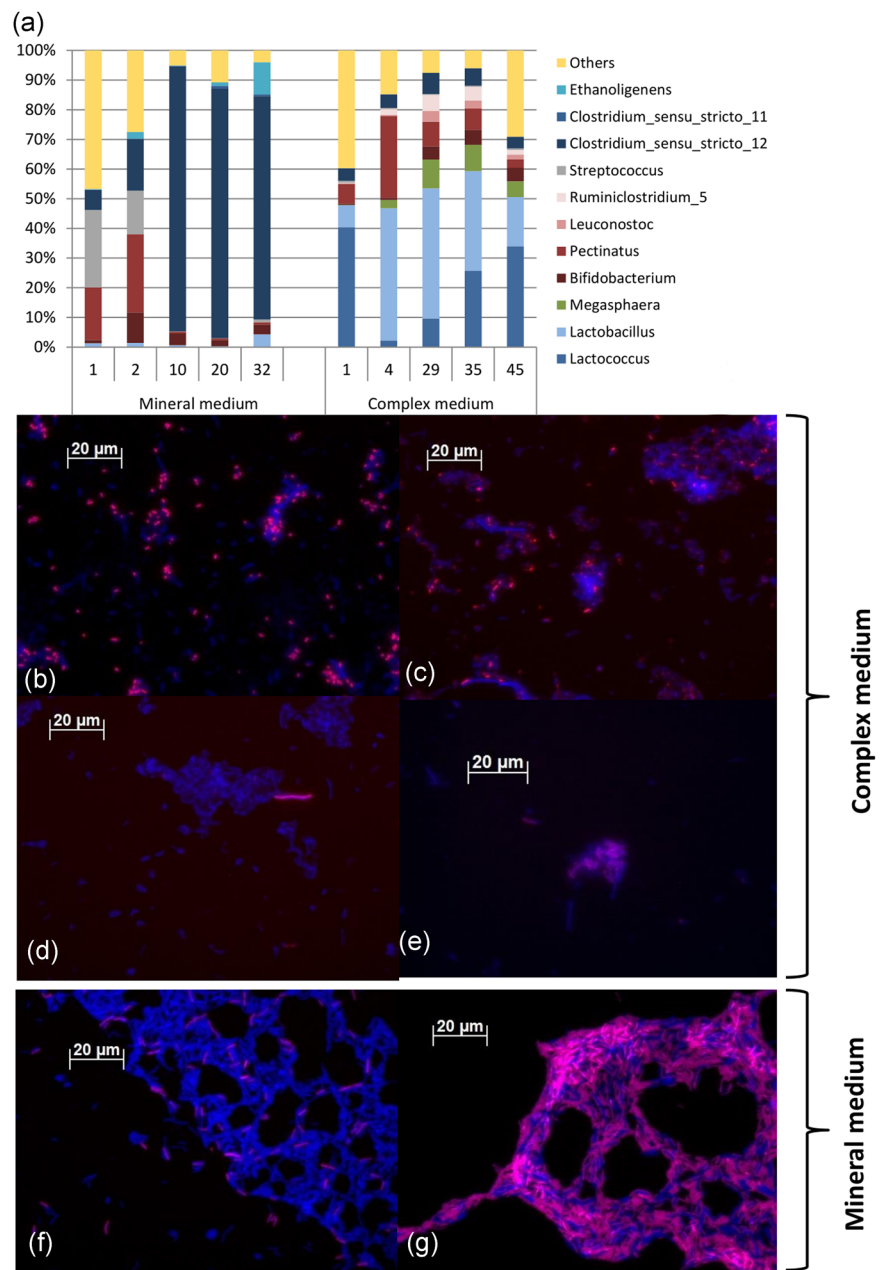 (a)
100%
90%
80%
70%
60%
50%
40%
30%
20%
10%
0%
1 2 10 20 32 1 4 29 35 45
Mineral medium Complex medium
Others
Ethanoligenens
Clostridium_sensu_stricto_11
Clostridium_sensu_stricto_12
Streptococcus
Ruminiclostridium_5
Leuconostoc
Pectinatus
Bifidobacterium
Megasphaera
Lactobacillus
Lactococcus
20 µm
(b)
20 µm
(c)
20 µm
(d)
20 µm
(e)
Complex medium
20 µm
(f)
20 µm
(g)
Mineral medium